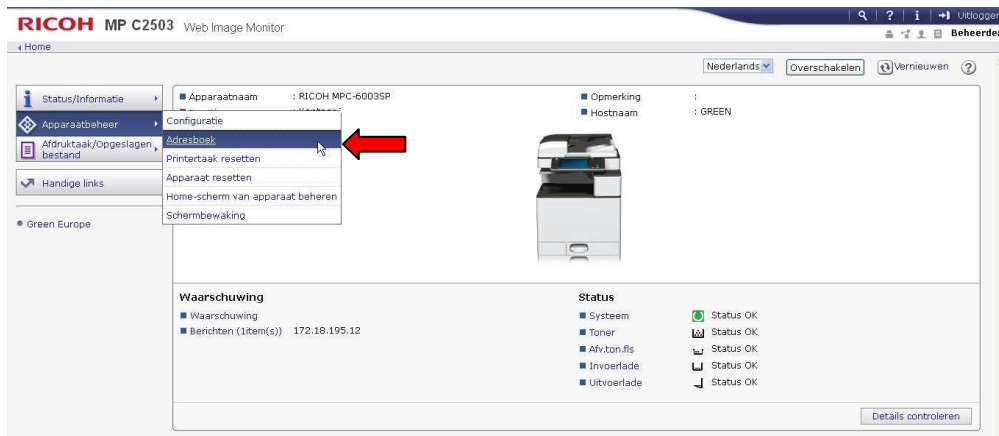 RICOH MP C2503 Web Image Monitor
? i Uitlogger
Beheerder
Home
Nederlands Overschakelen Vernieuwen ?
Status/Informatie
Apparaatbeheer
Afdruktaak/Opgeslagen
bestand
Handige links
Green Europe
Configuratie
Adresboek
Printertaak resetten
Apparaat resetten
Home-scherm van apparaat beheren
Schermbewaking
Apparaatnaam : RICOH MPC-6003SP
Opmerking :
Hostnaam : GREEN
Waarschuwing
Waarschuwing
Berichten (1item(s)) 172.18.195.12
Status
Systeem Status OK
Toner Status OK
Afv.ton.fls Status OK
Invoerlade Status OK
Uitvoerlade Status OK
Details controleren